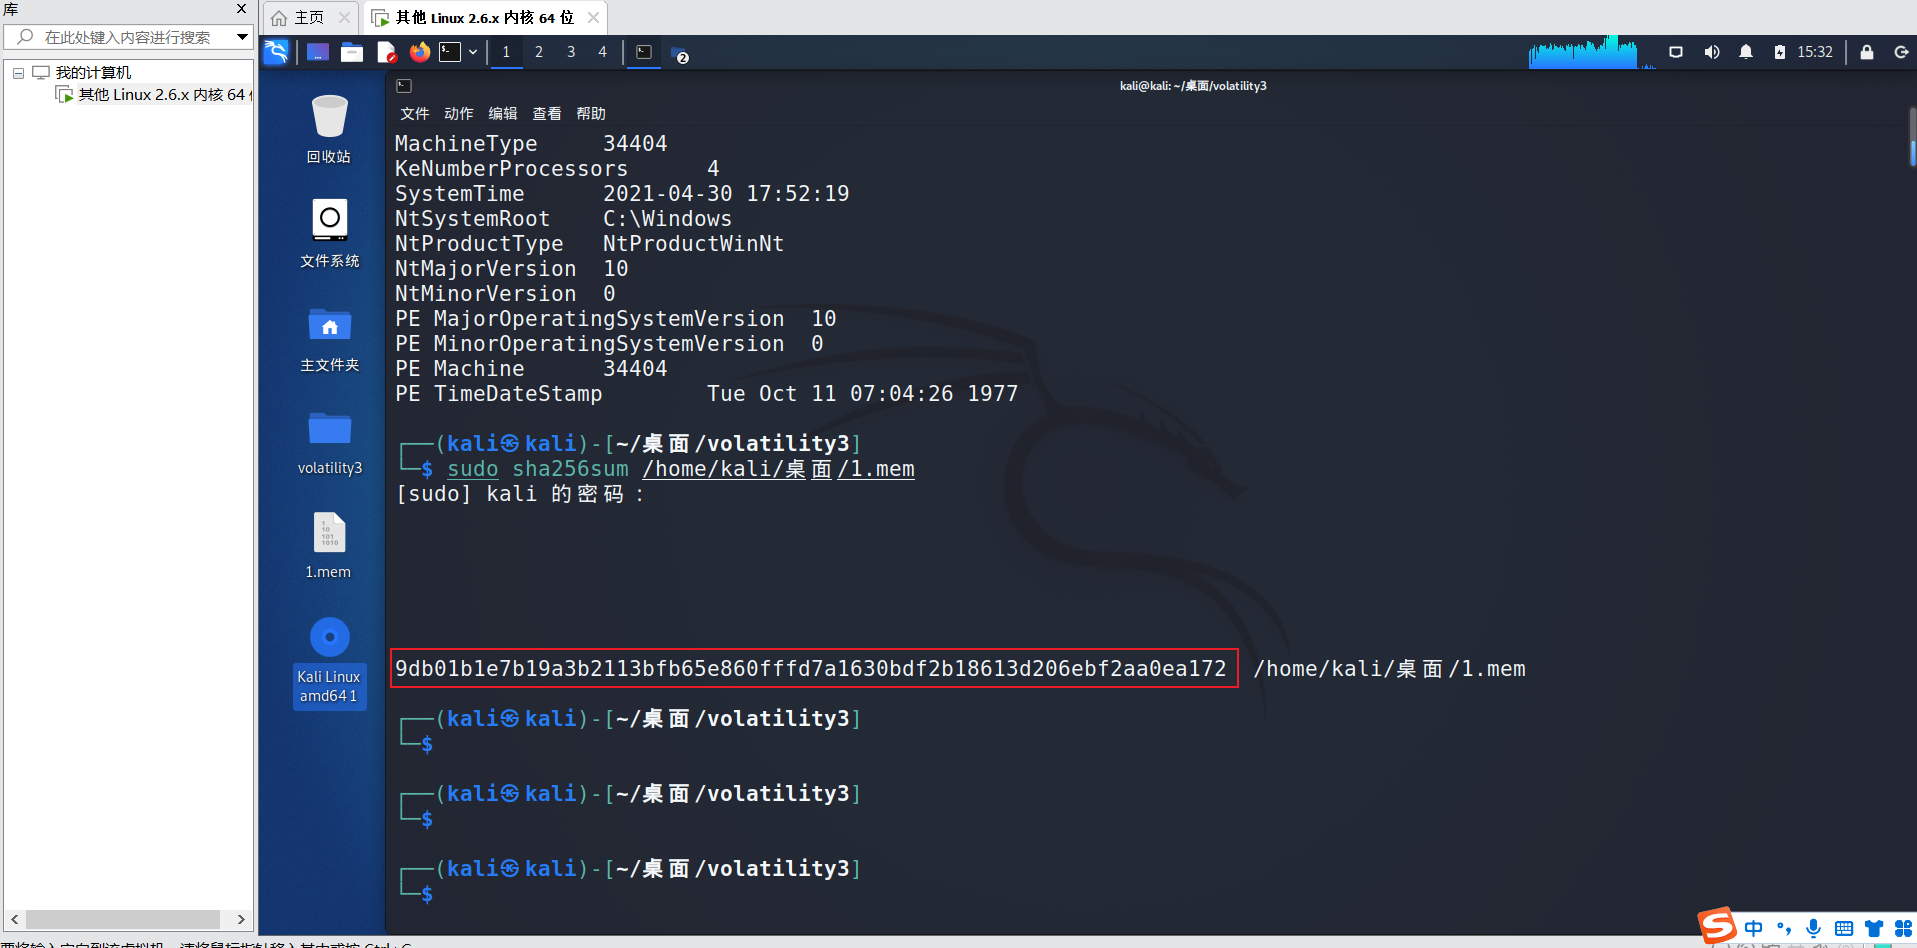 库
主页
其他 Linux 2.6.x 内核 64 位
在此处键入内容进行搜索
我的计算机
其他 Linux 2.6.x 内核 64
1 2 3 4
2
15:32
kali@kali: ~/桌面/volatility3
文件 动作 编辑 查看 帮助
回收站
文件系统
主文件夹
volatility3
1
10
101
1010
1.mem
Kali Linux
amd64 1
MachineType 34404
KeNumberProcessors 4
SystemTime 2021-04-30 17:52:19
NtSystemRoot C:\Windows
NtProductType NtProductWinNt
NtMajorVersion 10
NtMinorVersion 0
PE MajorOperatingSystemVersion 10
PE MinorOperatingSystemVersion 0
PE Machine 34404
PE TimeDateStamp Tue Oct 11 07:04:26 1977
┌──(kali㉿kali)-[~/桌面/volatility3]
└─$ sudo sha256sum /home/kali/桌面/1.mem
[sudo] kali 的密码：
9db01b1e7b19a3b2113bfb65e860fffd7a1630bdf2b18613d206ebf2aa0ea172 /home/kali/桌面/1.mem
┌──(kali㉿kali)-[~/桌面/volatility3]
└─$
┌──(kali㉿kali)-[~/桌面/volatility3]
└─$
┌──(kali㉿kali)-[~/桌面/volatility3]
└─$
中